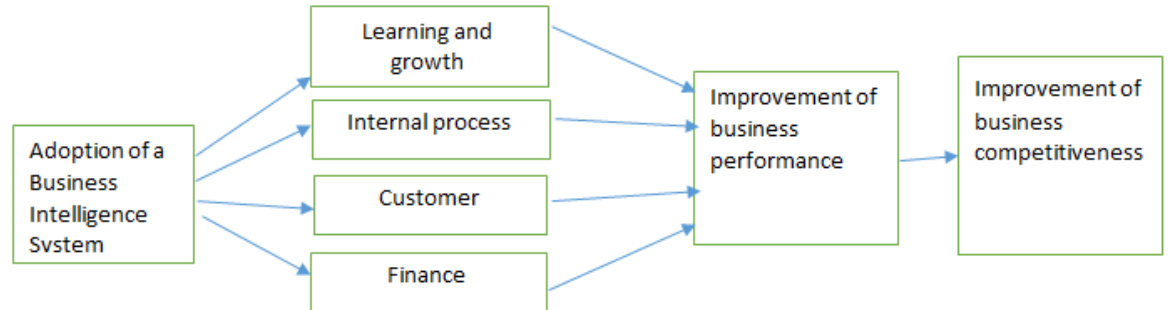 Adoption of a
Business
Intelligence
System
Learning and
growth
Internal process
Customer
Finance
Improvement of
business
performance
Improvement of
business
competitiveness